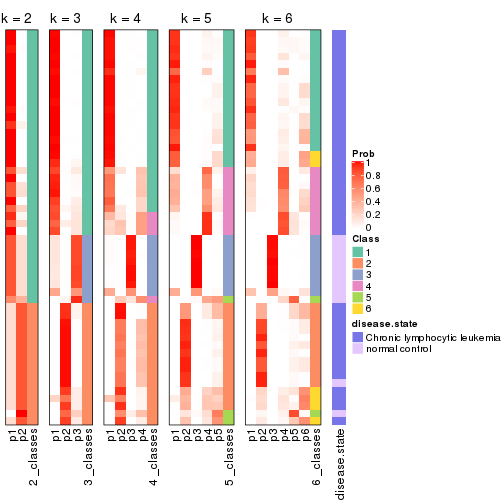 k = 2 k = 3 k = 4 k = 5 k = 6
Prob
1
0.8
0.6
0.4
0.2
0
Class
1
2
3
4
5
6
disease.state
Chronic lymphocytic leukemia
normal control
p1 p2 2_classes p1 p2 p3 3_classes p1 p2 p3 p4 4_classes p1 p2 p3 p4 p5 5_classes p1 p2 p3 p4 p5 p6 6_classes disease.state